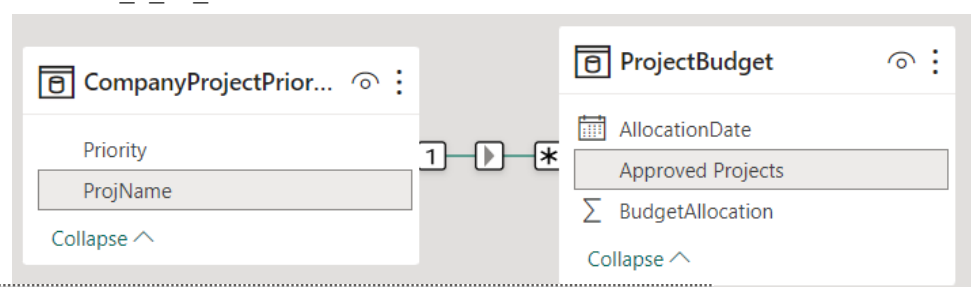 CompanyProjectPrior...
Priority
ProjName
Collapse
1
*
ProjectBudget
AllocationDate
Approved Projects
Σ BudgetAllocation
Collapse